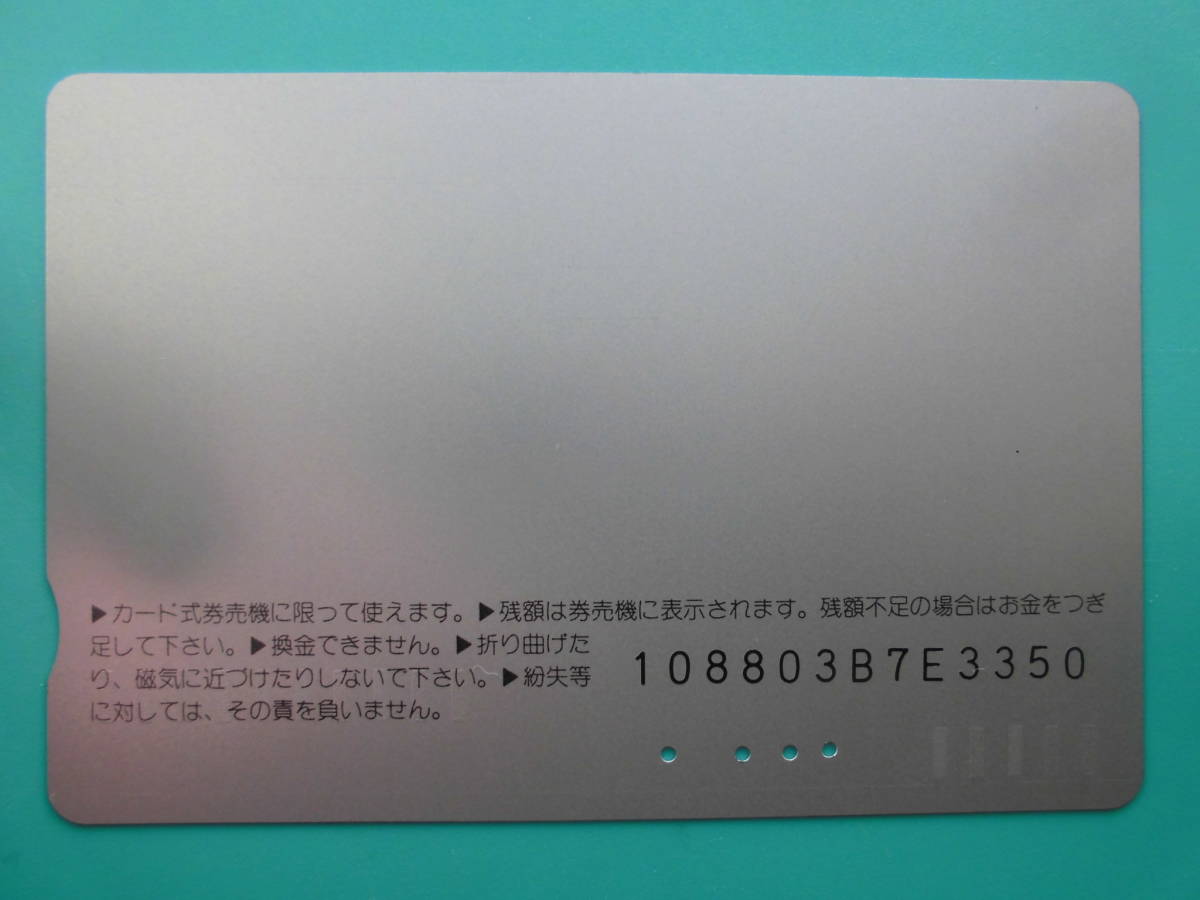 ▶カード式券売機に限って使えます。▶残額は券売機に表示されます。残額不足の場合はお金をつぎ
足して下さい。▶換金できません。▶折り曲げた
り、磁気に近づけたりしないで下さい。▶紛失等
に対しては、その責を負いません。
108803B7E3350